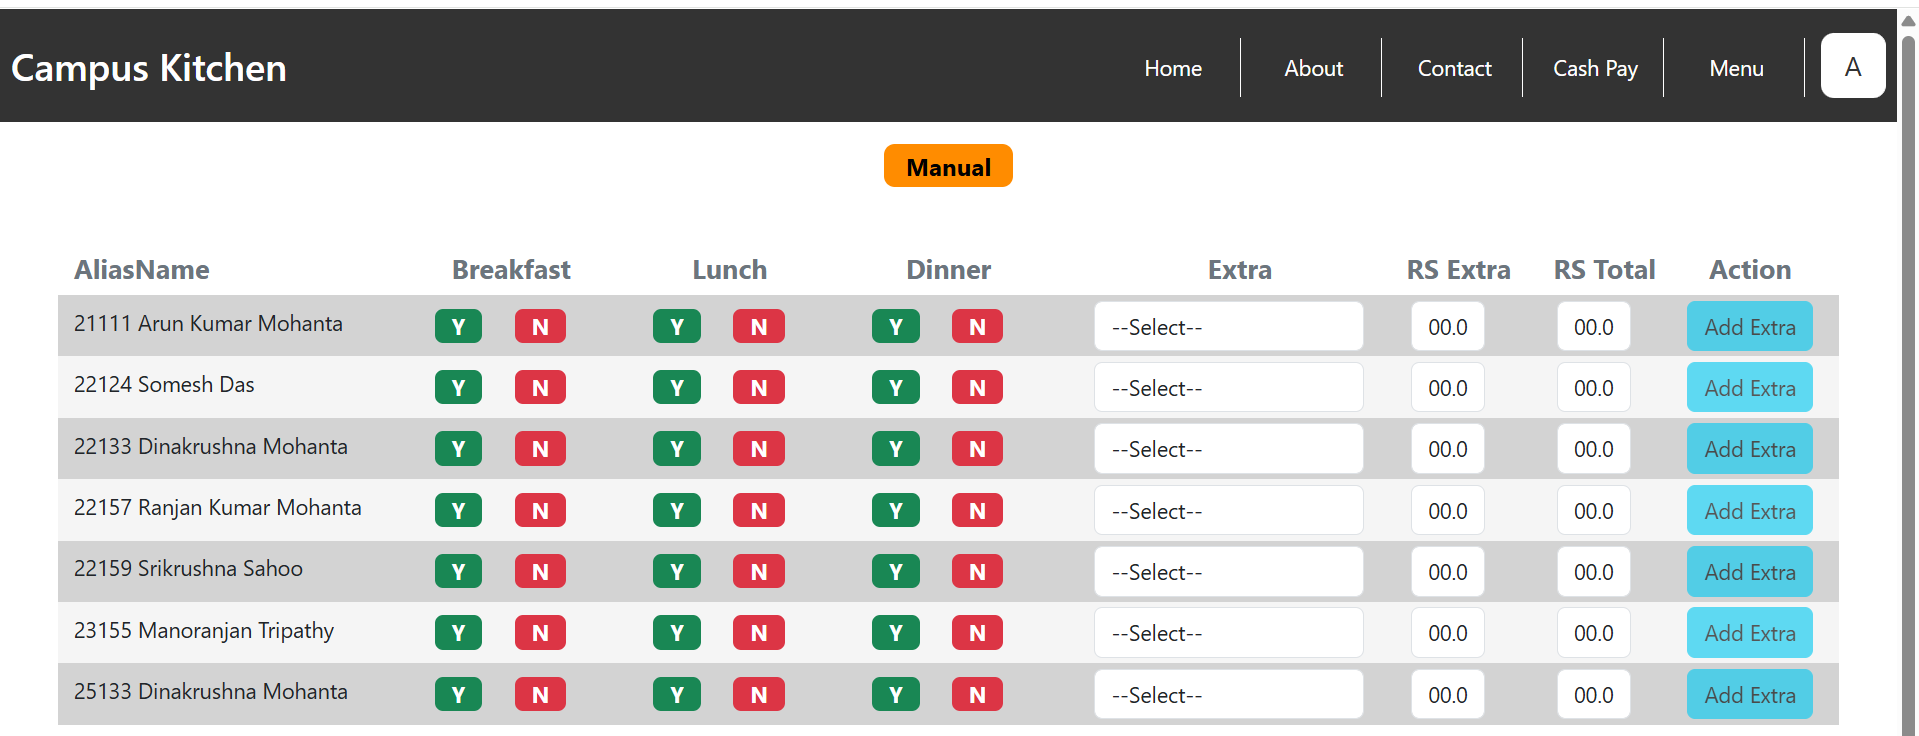 Campus Kitchen Home About Contact Cash Pay Menu A
Manual
AliasName Breakfast Lunch Dinner Extra RS Extra RS Total Action
21111 Arun Kumar Mohanta Y N Y N Y N --Select-- 00.0 00.0 Add Extra
22124 Somesh Das Y N Y N Y N --Select-- 00.0 00.0 Add Extra
22133 Dinakrushna Mohanta Y N Y N Y N --Select-- 00.0 00.0 Add Extra
22157 Ranjan Kumar Mohanta Y N Y N Y N --Select-- 00.0 00.0 Add Extra
22159 Srikrushna Sahoo Y N Y N Y N --Select-- 00.0 00.0 Add Extra
23155 Manoranjan Tripathy Y N Y N Y N --Select-- 00.0 00.0 Add Extra
25133 Dinakrushna Mohanta Y N Y N Y N --Select-- 00.0 00.0 Add Extra